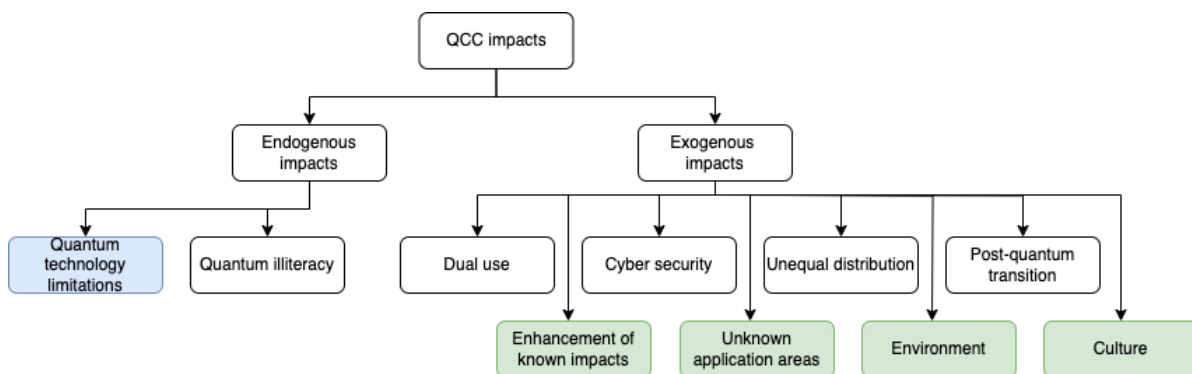 QCC impacts
Endogenous
impacts
Exogenous
impacts
Quantum
technology
limitations
Quantum illiteracy
Dual use
Cyber security
Unequal distribution
Post-quantum
transition
Enhancement of
known impacts
Unknown
application areas
Environment
Culture